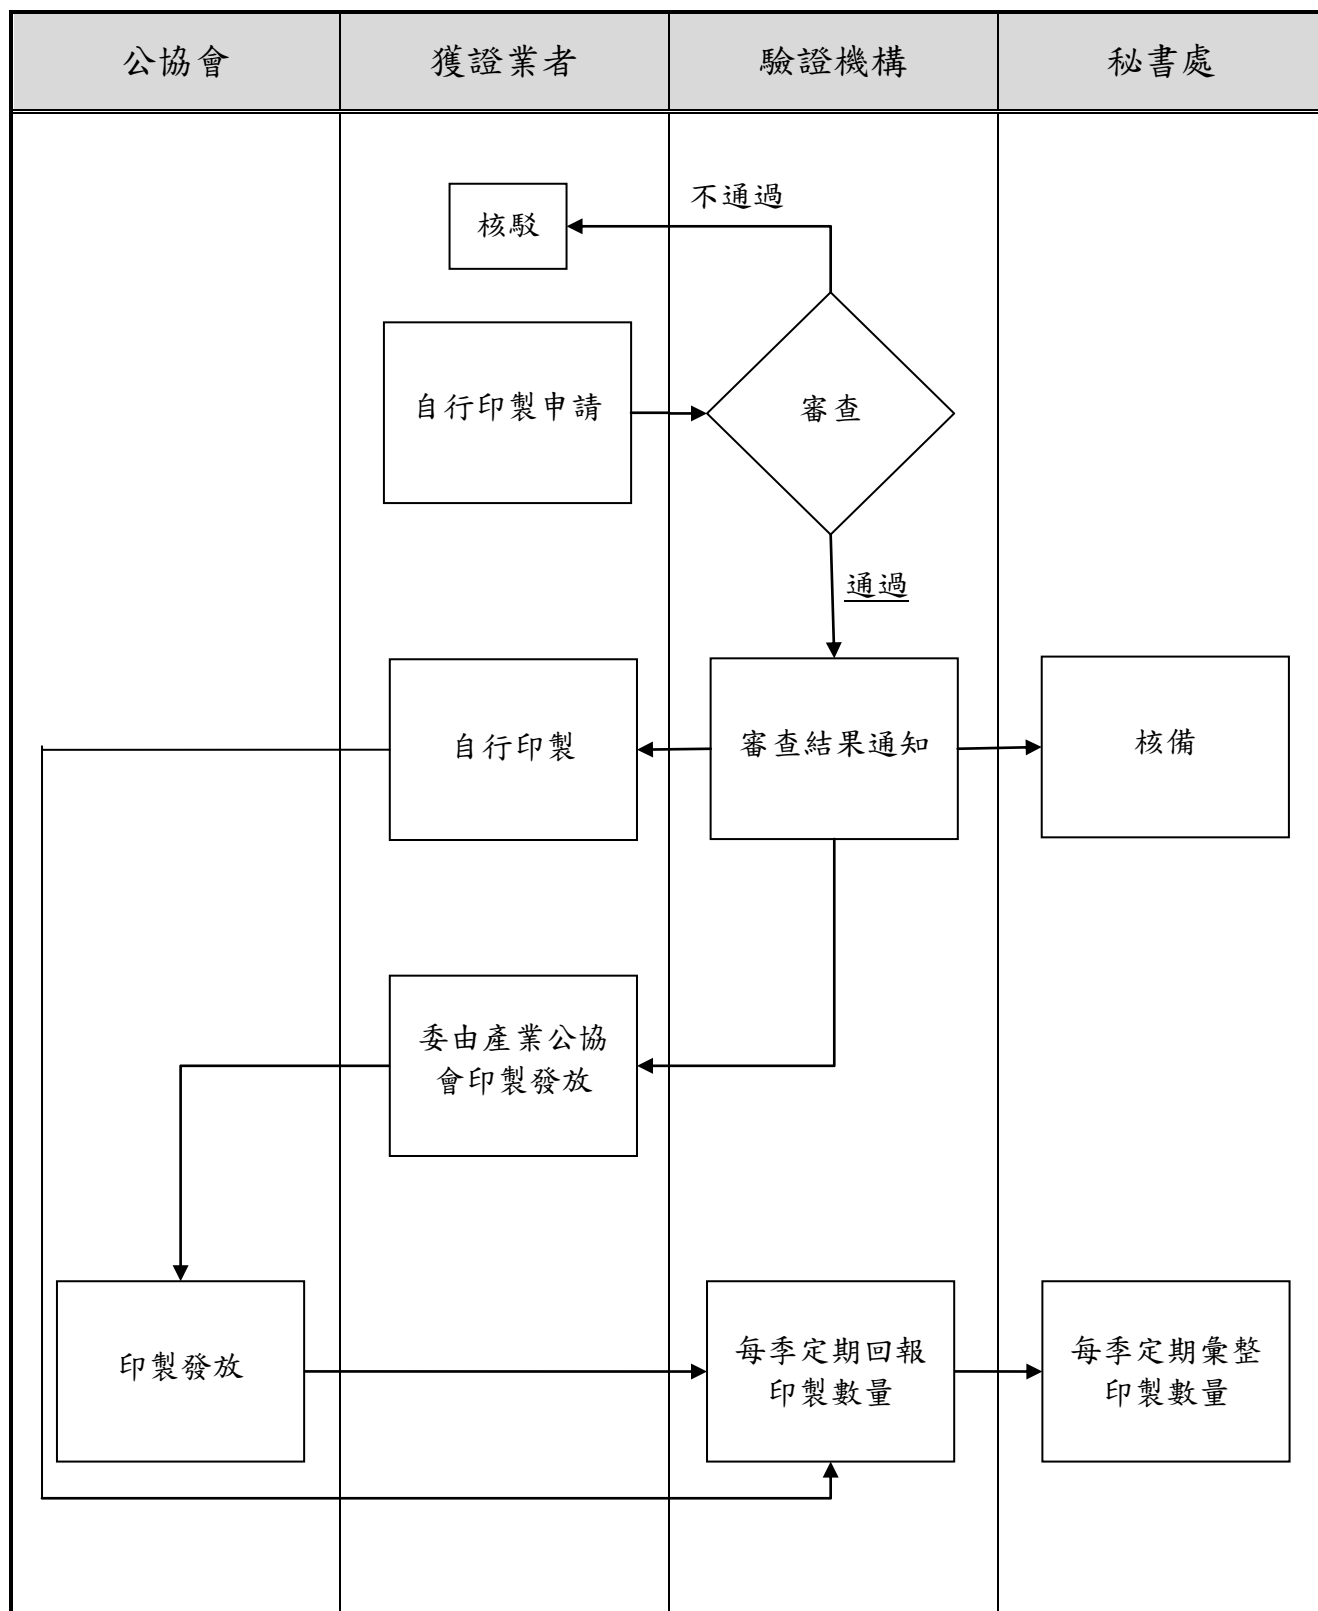 公協會
獲證業者
驗證機構
秘書處
不通過
核駁
自行印製申請
審查
通過
自行印製
審查結果通知
核備
委由產業公協
會印製發放
印製發放
每季定期回報
印製數量
每季定期彙整
印製數量